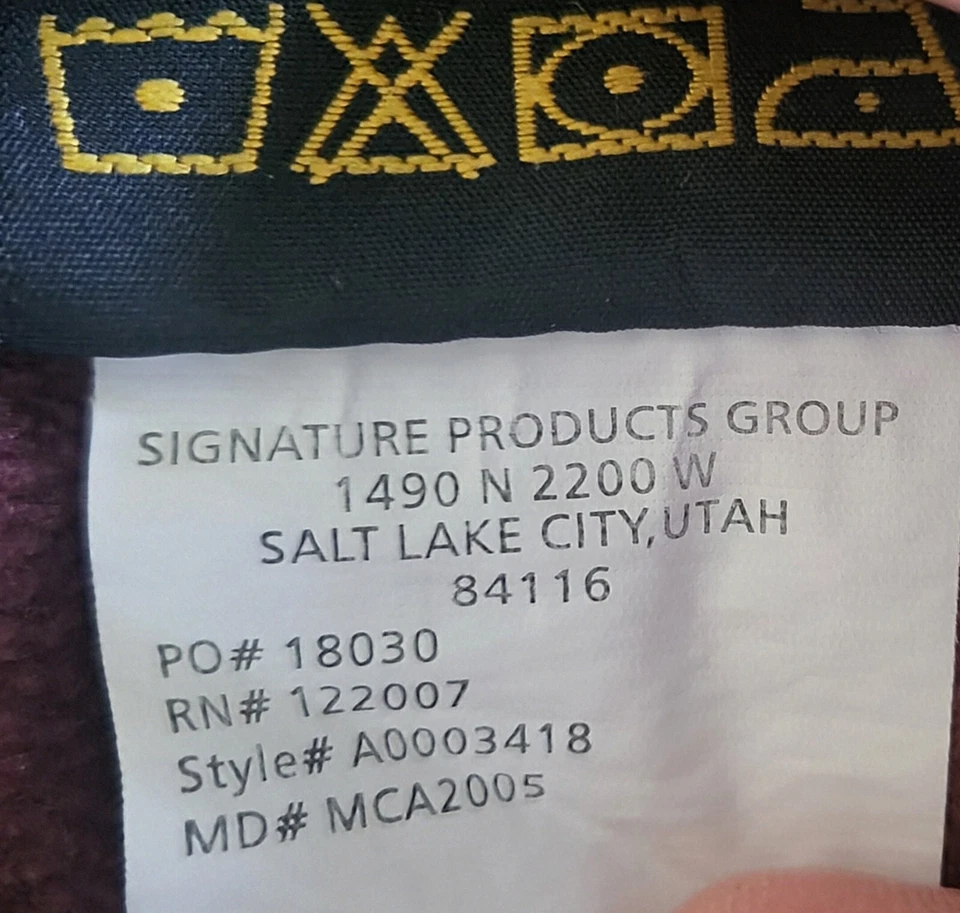 SIGNATURE PRODUCTS GROUP
1490 N 2200 W
SALT LAKE CITY,UTAH
84116
PO# 18030
RN# 122007
Style# A0003418
MD# MCA2005